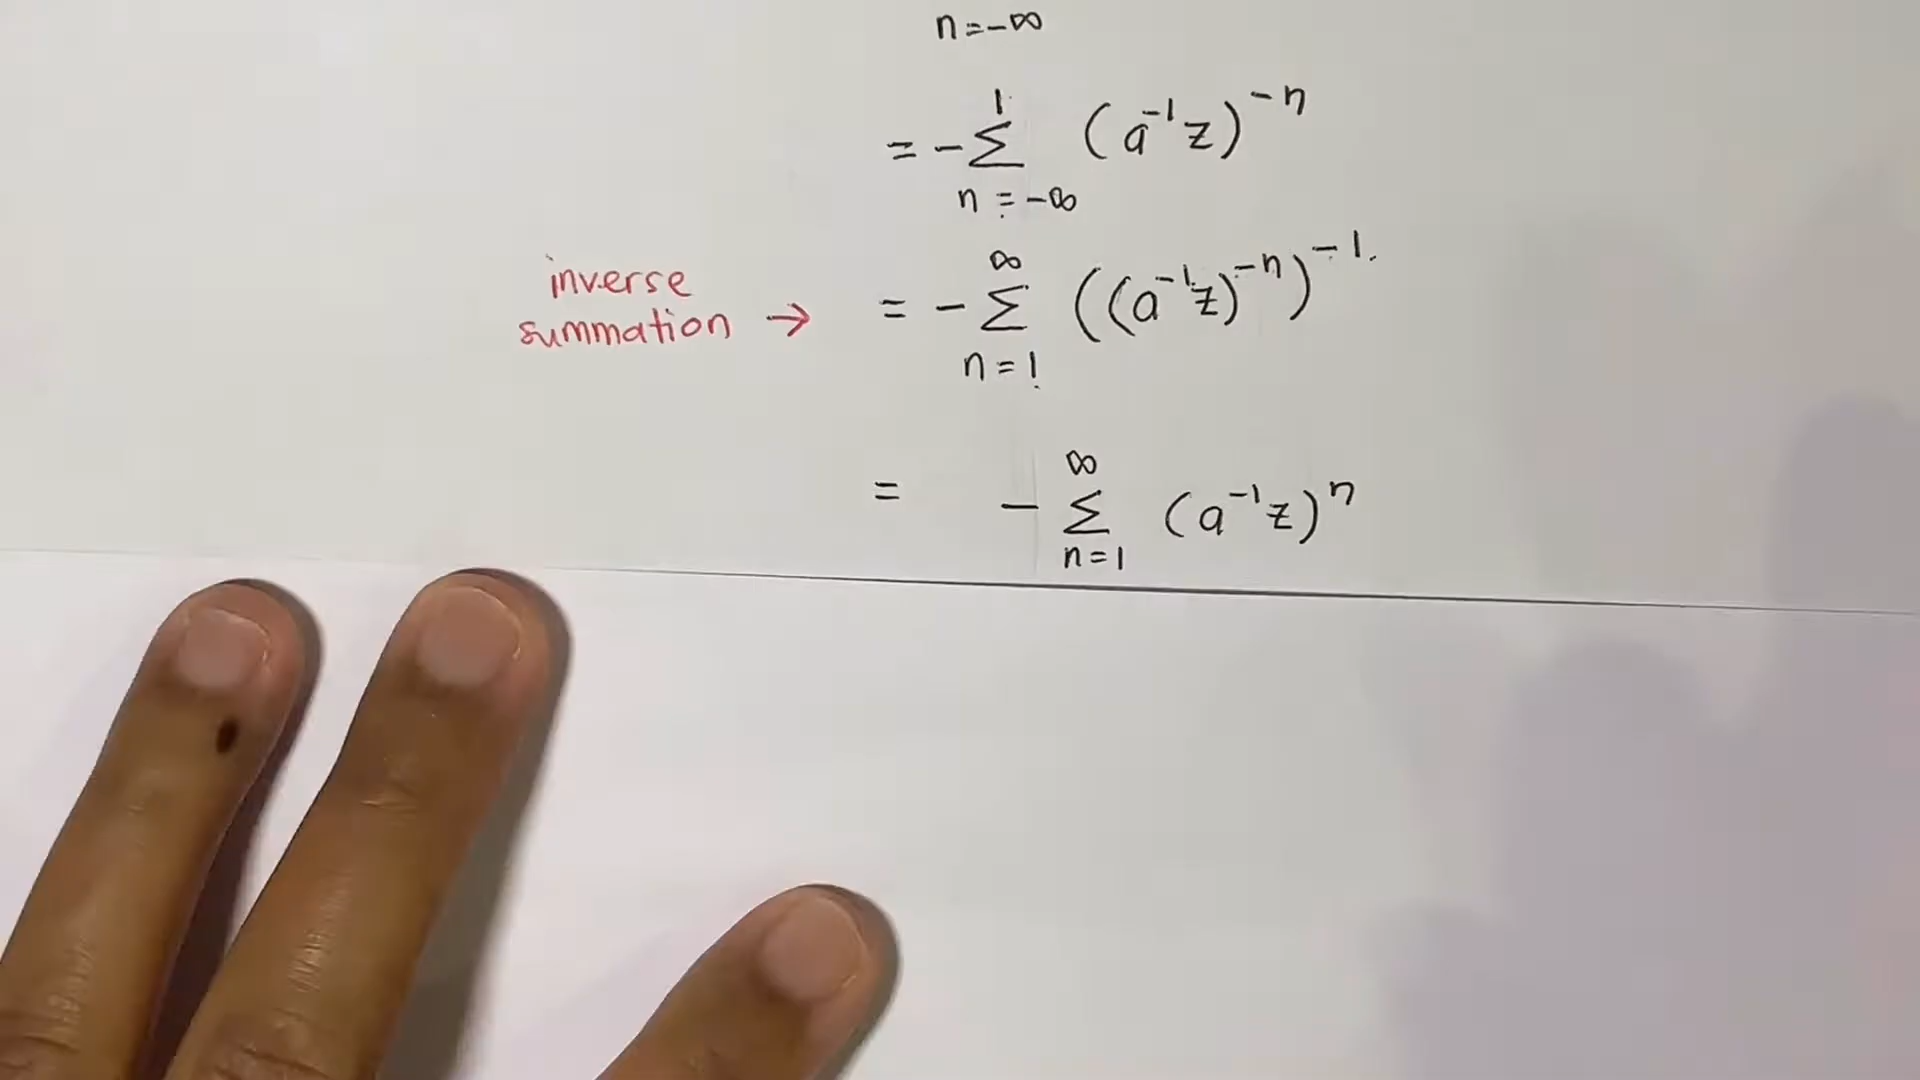 n=-∞
1
= - Σ (a⁻¹z)⁻ⁿ
n = -∞
inverse
summation →
∞
= - Σ ((a⁻¹z)⁻ⁿ)⁻¹.
n=1
∞
= - Σ (a⁻¹z)ⁿ
n=1